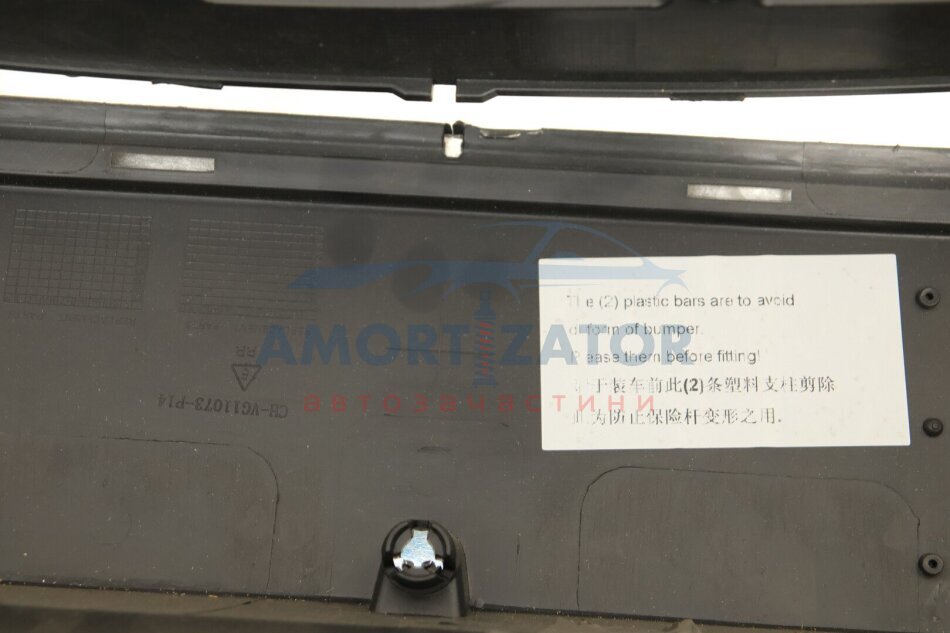 The (2) plastic bars are to avoid
deform of bumper.
Please them before fitting!
于装车前此(2)条塑料支柱剪除
此为防止保险杆变形之用.
AMORTIZATOR
автозапчастини
5
PP
CH-VG11073-P14